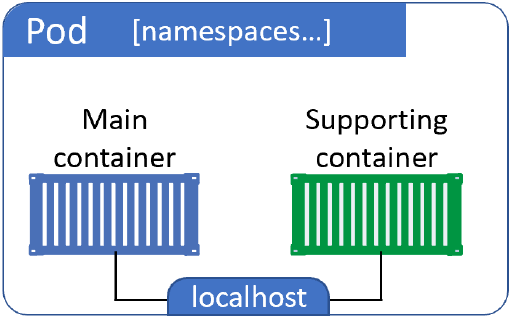 Pod [namespaces…]
Main
container
Supporting
container
localhost